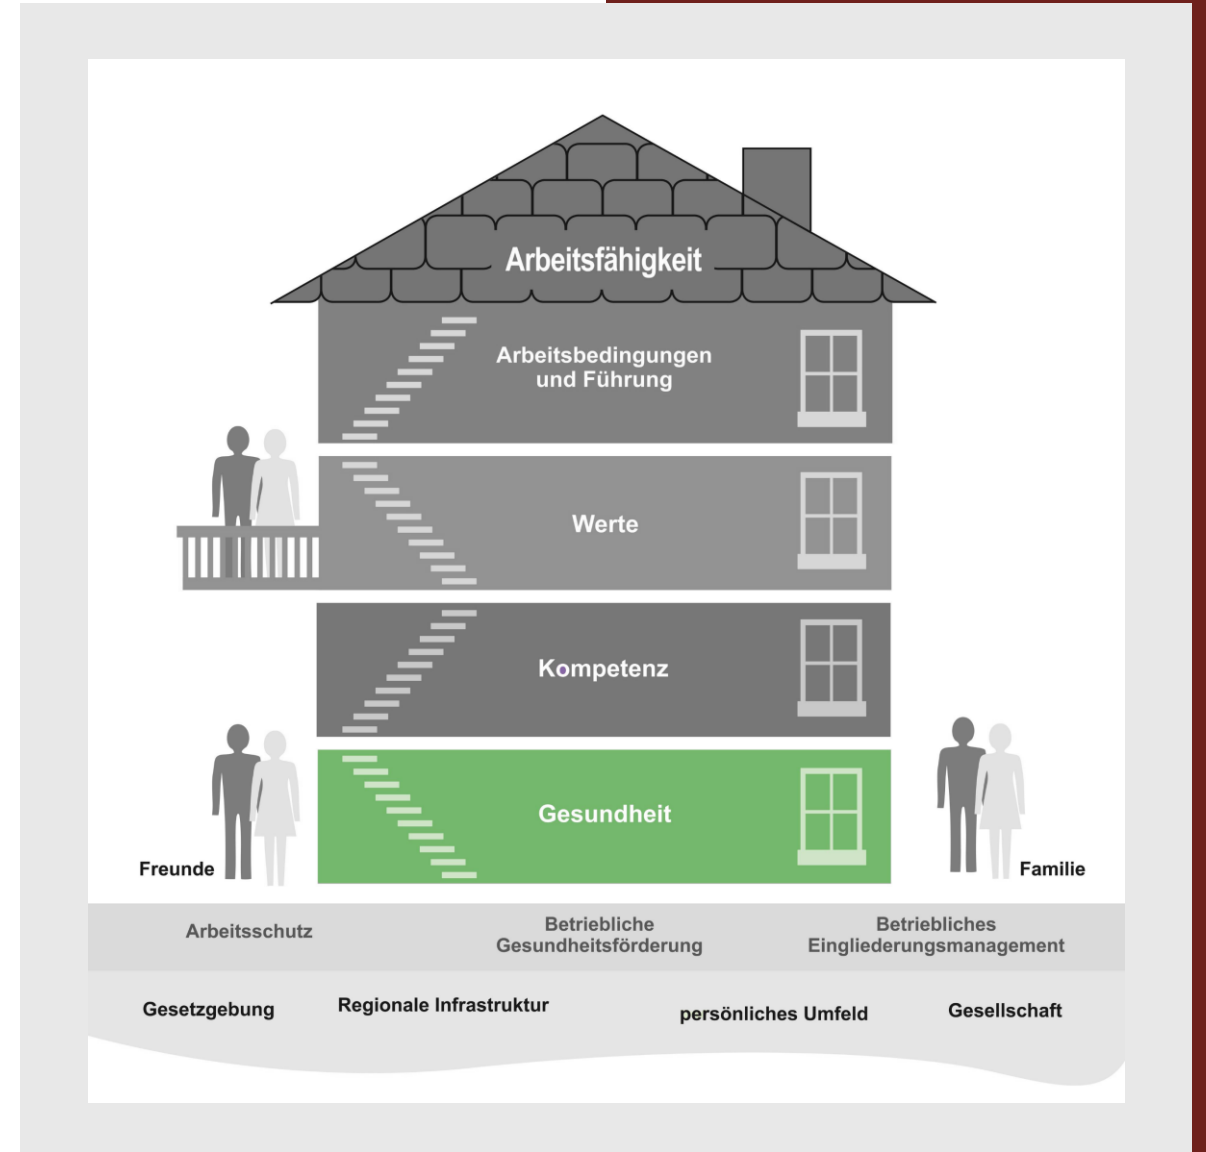 Arbeitsfähigkeit
Arbeitsbedingungen
und Führung
Werte
Kompetenz
Gesundheit
Freunde
Familie
Arbeitsschutz
Betriebliche
Gesundheitsförderung
Betriebliches
Eingliederungsmanagement
Gesetzgebung
Regionale Infrastruktur
persönliches Umfeld
Gesellschaft